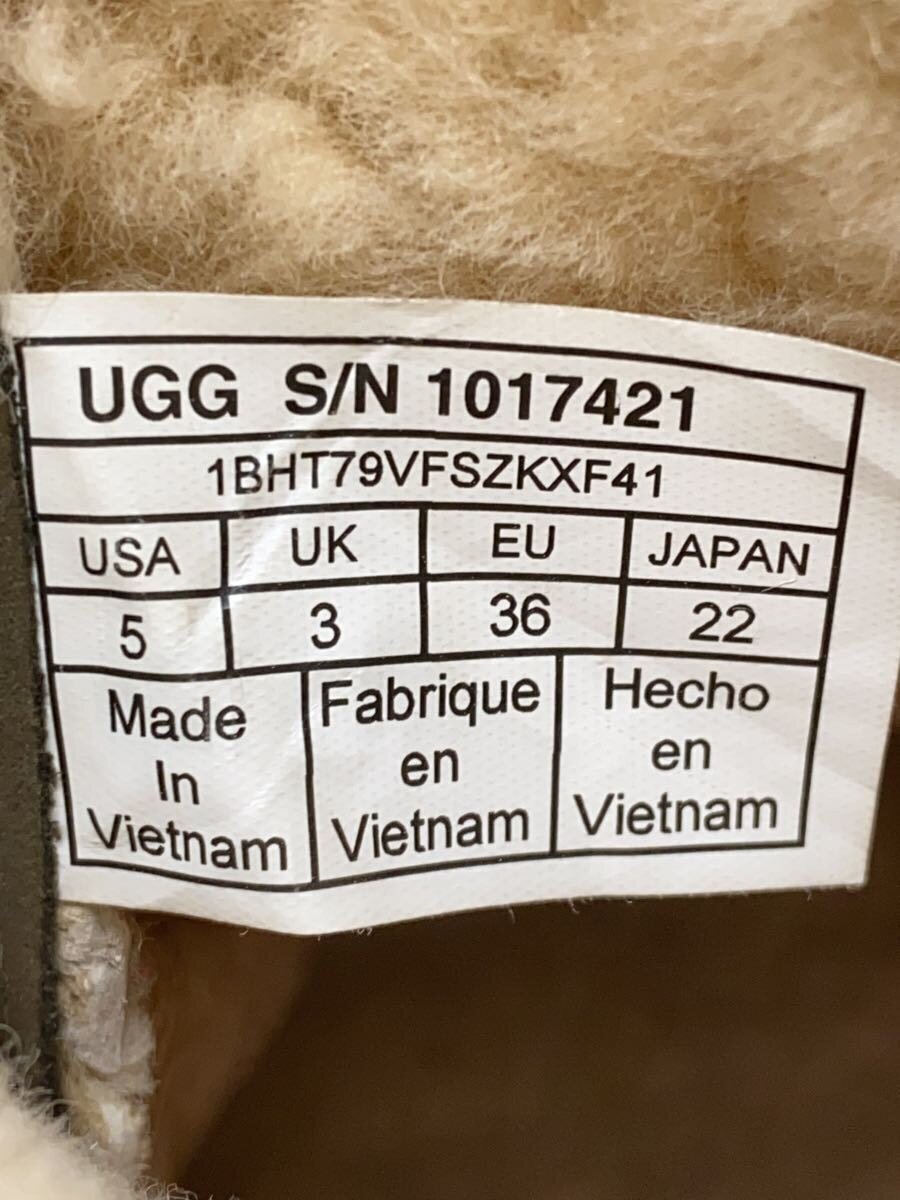 UGG S/N 1017421
1BHT79VFSZKXF41
USA UK EU JAPAN
5 3 36 22
Made In Vietnam
Fabrique en Vietnam
Hecho en Vietnam